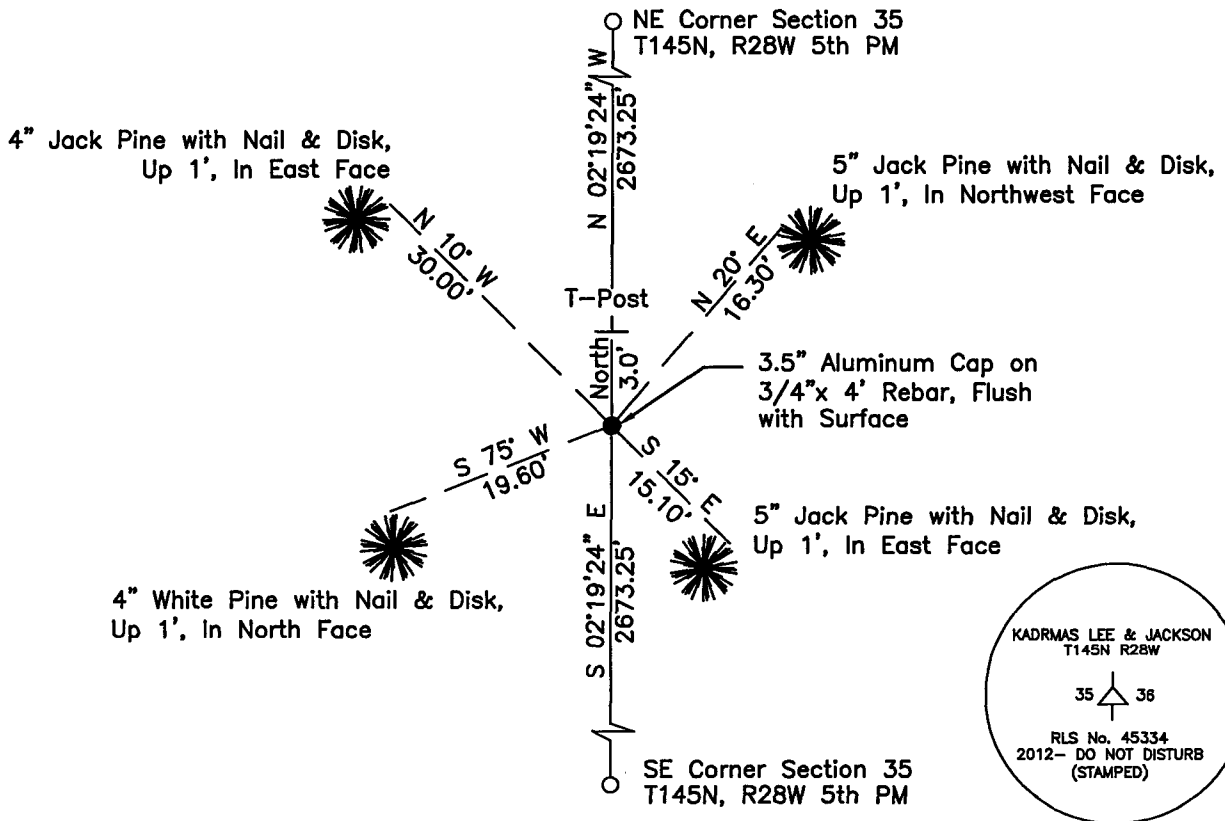 NE Corner Section 35
T145N, R28W 5th PM
N 02°19'24" W
2673.25'
4" Jack Pine with Nail & Disk,
Up 1', In East Face
5" Jack Pine with Nail & Disk,
Up 1', In Northwest Face
N 10° W
30.00'
N 20° E
16.30'
T-Post
North
3.0'
3.5" Aluminum Cap on
3/4"x 4' Rebar, Flush
with Surface
S 75° W
19.60'
S 15° E
15.10'
4" White Pine with Nail & Disk,
Up 1', In North Face
5" Jack Pine with Nail & Disk,
Up 1', In East Face
S 02°19'24" E
2673.25'
SE Corner Section 35
T145N, R28W 5th PM
KADRMAS LEE & JACKSON
T145N R28W
35 36
RLS No. 45334
2012- DO NOT DISTURB
(STAMPED)